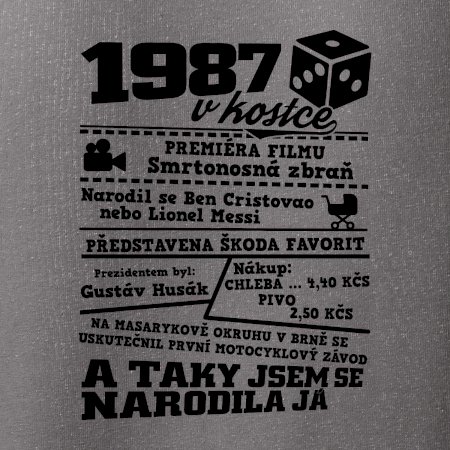 1987
v kostce
PREMIÉRA FILMU
Smrtonosná zbraň
Narodil se Ben Cristovao
nebo Lionel Messi
PŘEDSTAVENA ŠKODA FAVORIT
Prezidentem byl:
Gustáv Husák
Nákup:
CHLEBA ... 4,40 KČS
PIVO
2,50 KČS
NA MASARYKOVĚ OKRUHU V BRNĚ SE
USKUTEČNIL PRVNÍ MOTOCYKLOVÝ ZÁVOD
A TAKY JSEM SE
NARODILA JÁ